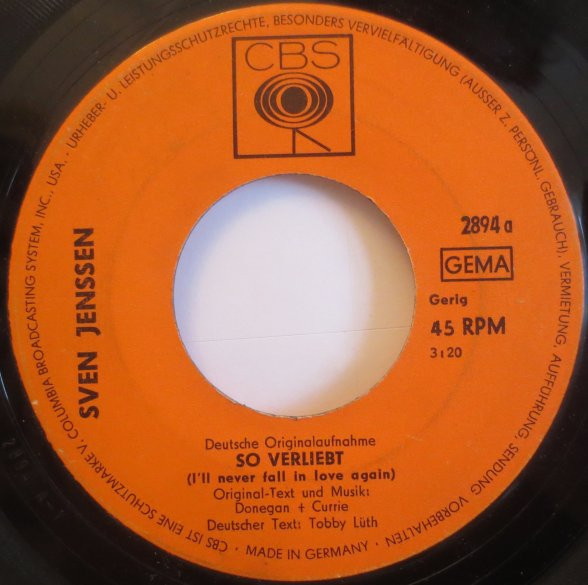 CBS
2894 a
GEMA
Gerig
45 RPM
3:20
SVEN JENSSEN
Deutsche Originalaufnahme
SO VERLIEBT
(I'll never fall in love again)
Original-Text und Musik:
Donegan + Currie
Deutscher Text: Tobby Lüth
CBS IST EINE SCHUTZMARKE V. COLUMBIA BROADCASTING SYSTEM, INC., USA. · URHEBER- U. LEISTUNGSSCHUTZRECHTE, BESONDERS VERVIELFÄLTIGUNG (AUSSER Z. PERSÖNL. GEBRAUCH), VERMIETUNG, AUFFÜHRUNG, SENDUNG VORBEHALTEN · MADE IN GERMANY ·